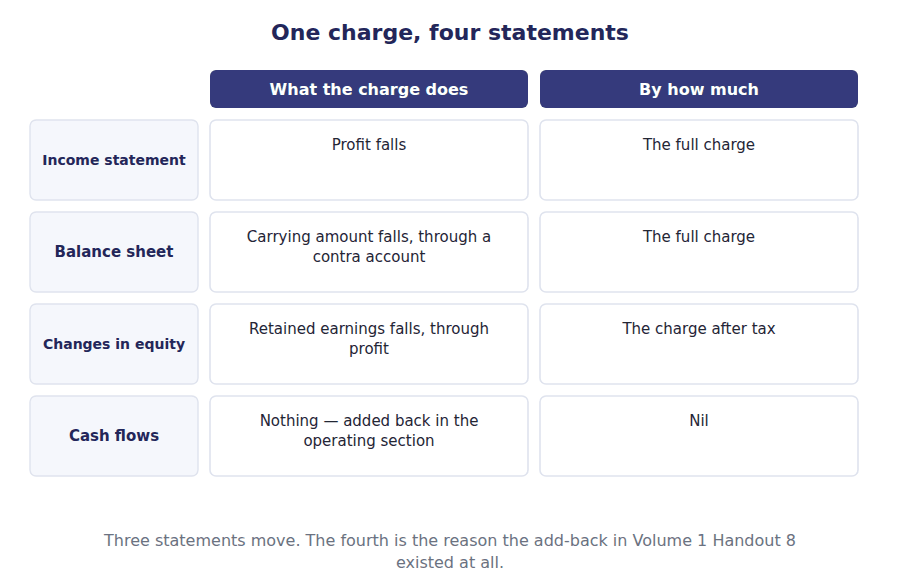 One charge, four statements
What the charge does
By how much
Income statement
Profit falls
The full charge
Balance sheet
Carrying amount falls, through a
contra account
The full charge
Changes in equity
Retained earnings falls, through
profit
The charge after tax
Cash flows
Nothing — added back in the
operating section
Nil
Three statements move. The fourth is the reason the add-back in Volume 1 Handout 8
existed at all.